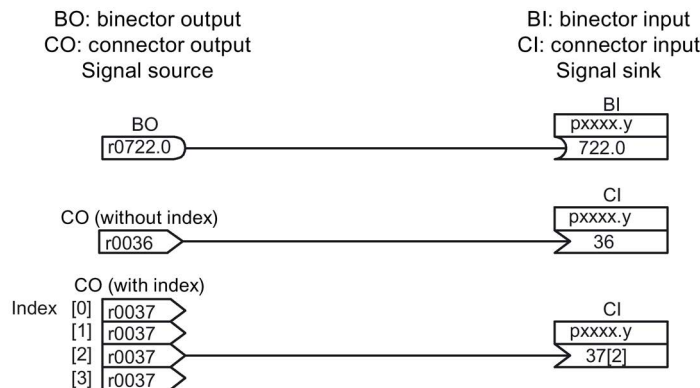 BO: binector output
CO: connector output
Signal source
BI: binector input
CI: connector input
Signal sink
BO
r0722.0
BI
pxxxx.y
722.0
CO (without index)
r0036
CI
pxxxx.y
36
CO (with index)
Index [0] r0037
[1] r0037
[2] r0037
[3] r0037
CI
pxxxx.y
37[2]